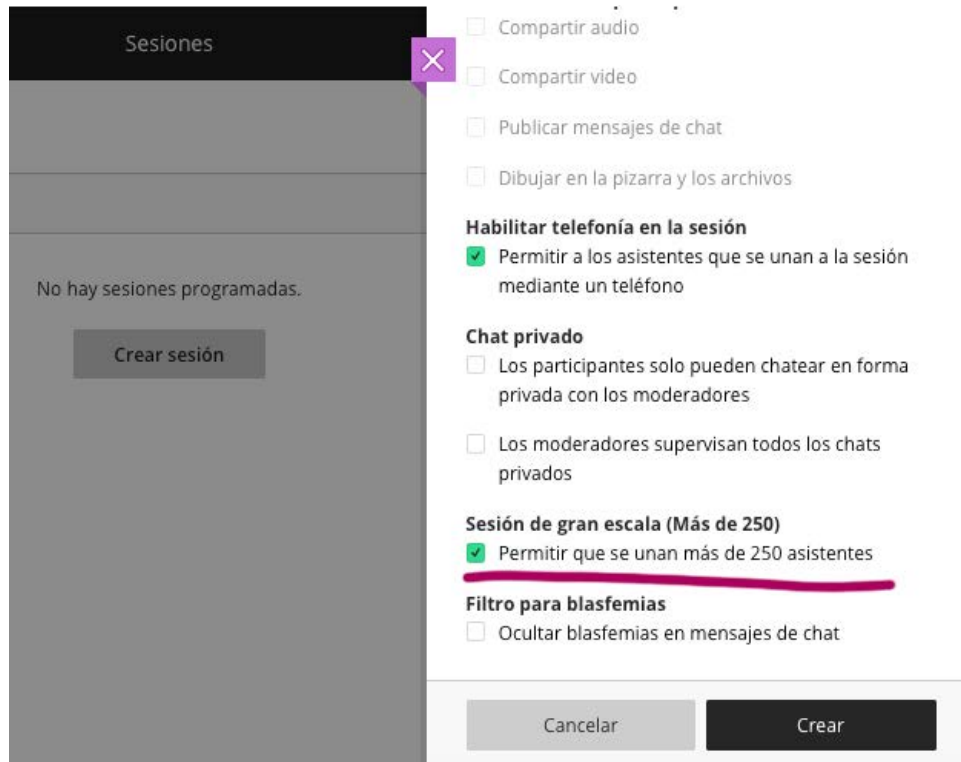 Sesiones
No hay sesiones programadas.
Crear sesión
Compartir audio
Compartir video
Publicar mensajes de chat
Dibujar en la pizarra y los archivos
Habilitar telefonía en la sesión
Permitir a los asistentes que se unan a la sesión
mediante un teléfono
Chat privado
Los participantes solo pueden chatear en forma
privada con los moderadores
Los moderadores supervisan todos los chats
privados
Sesión de gran escala (Más de 250)
Permitir que se unan más de 250 asistentes
Filtro para blasfemias
Ocultar blasfemias en mensajes de chat
Cancelar
Crear